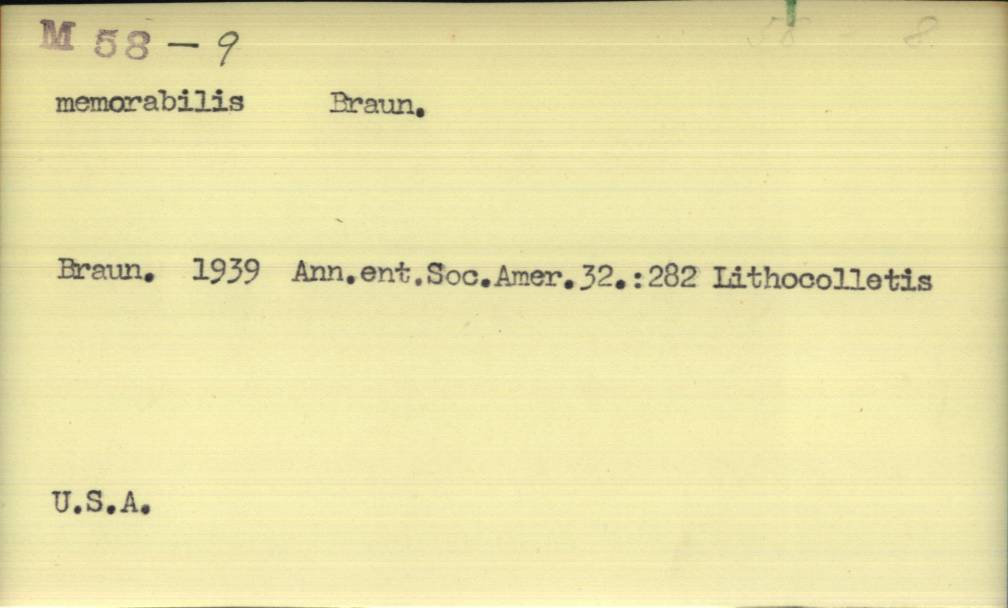 M 58 - 9
memorabilis Braun.
Braun. 1939 Ann.ent.Soc.Amer.32.:282 Lithocolletis
U.S.A.